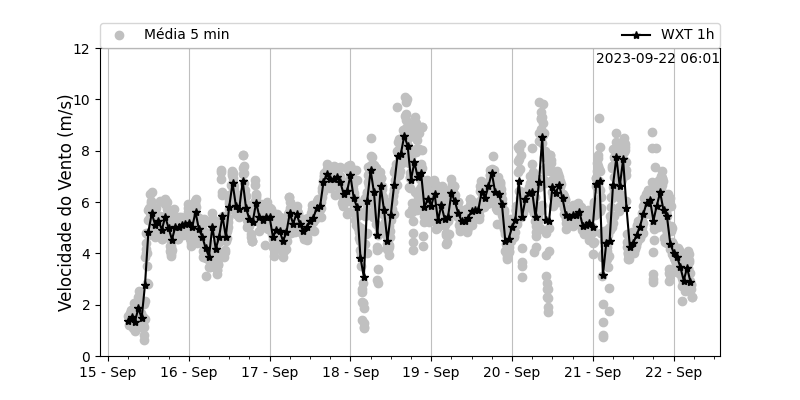 Média 5 min
WXT 1h
2023-09-22 06:01
Velocidade do Vento (m/s)
12
10
8
6
4
2
0
15 - Sep
16 - Sep
17 - Sep
18 - Sep
19 - Sep
20 - Sep
21 - Sep
22 - Sep